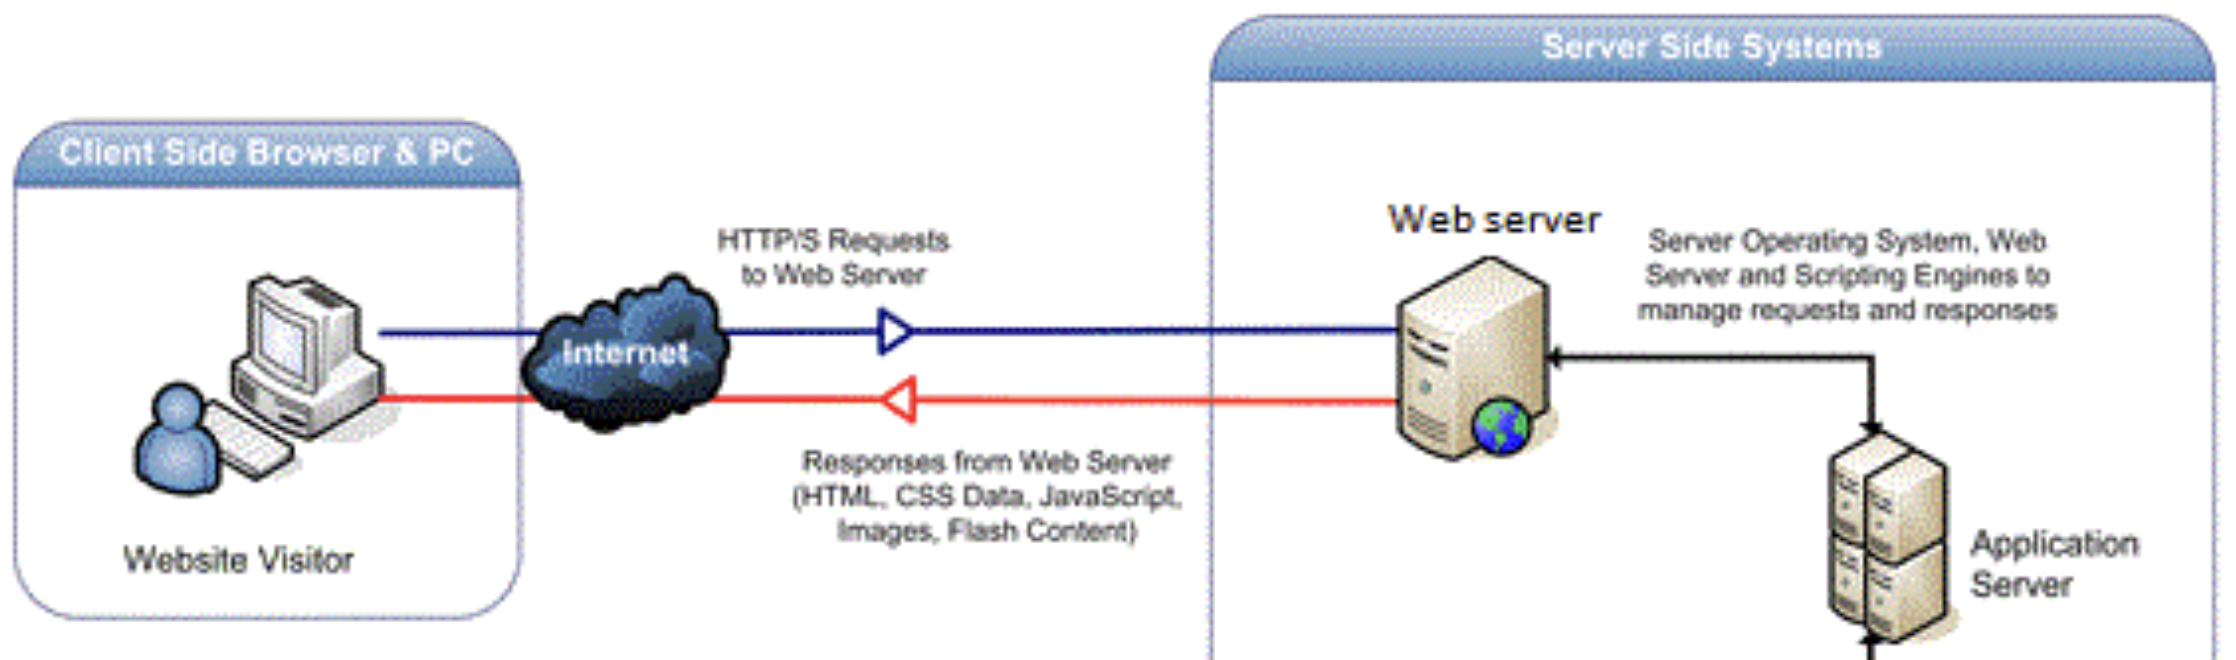 Server Side Systems
Client Side Browser & PC
HTTP/S Requests
to Web Server
Web server
Server Operating System, Web
Server and Scripting Engines to
manage requests and responses
Internet
Responses from Web Server
(HTML, CSS Data, JavaScript,
Images, Flash Content)
Website Visitor
Application
Server